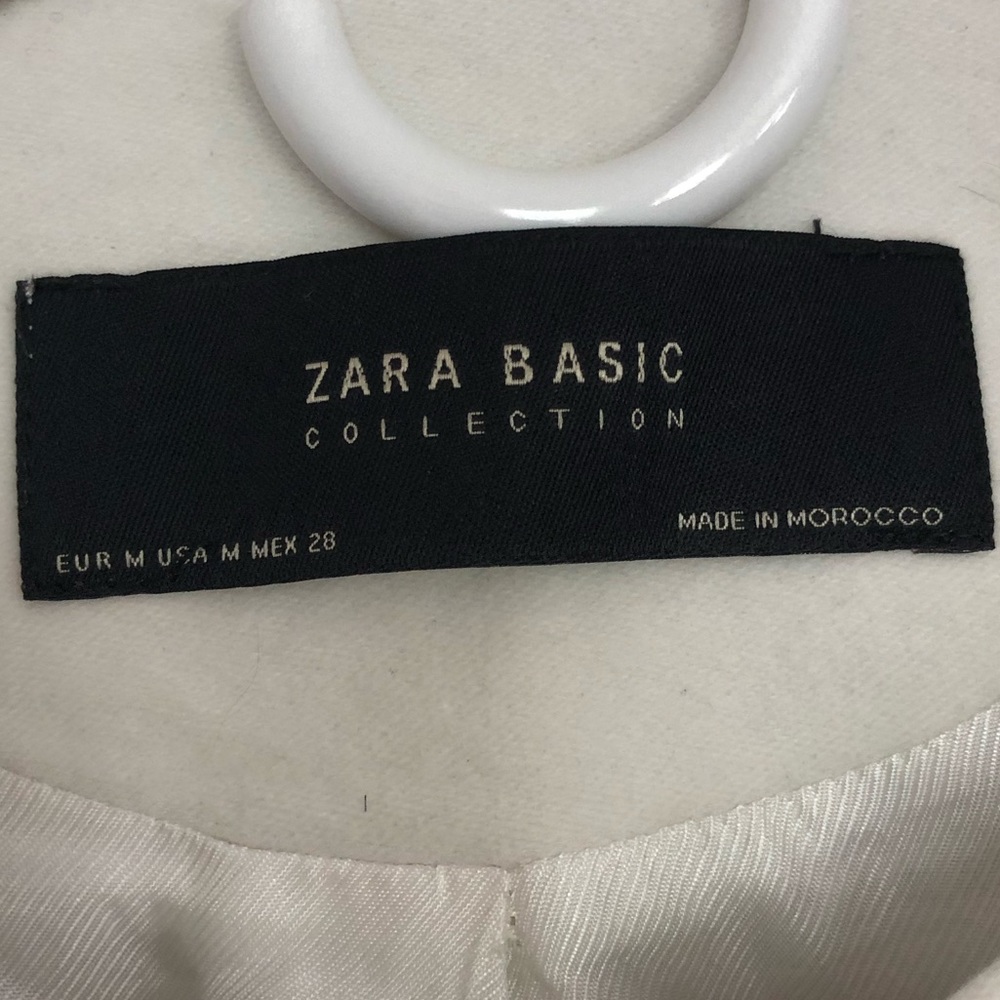 ZARA BASIC
COLLECTION
MADE IN MOROCCO
EUR M USA M MEX 28